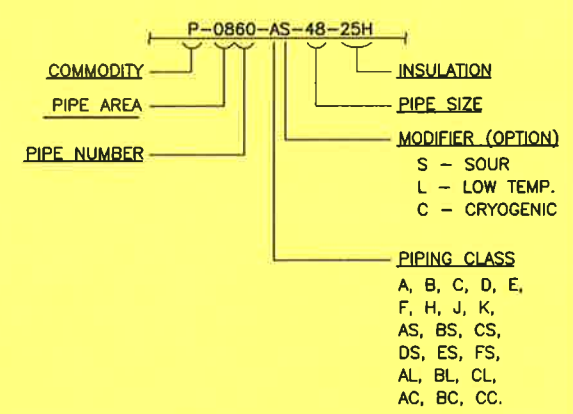 P-0860-AS-48-25H
COMMODITY
PIPE AREA
PIPE NUMBER
INSULATION
PIPE SIZE
MODIFIER (OPTION)
S - SOUR
L - LOW TEMP.
C - CRYOGENIC
PIPING CLASS
A, B, C, D, E,
F, H, J, K,
AS, BS, CS,
DS, ES, FS,
AL, BL, CL,
AC, BC, CC.